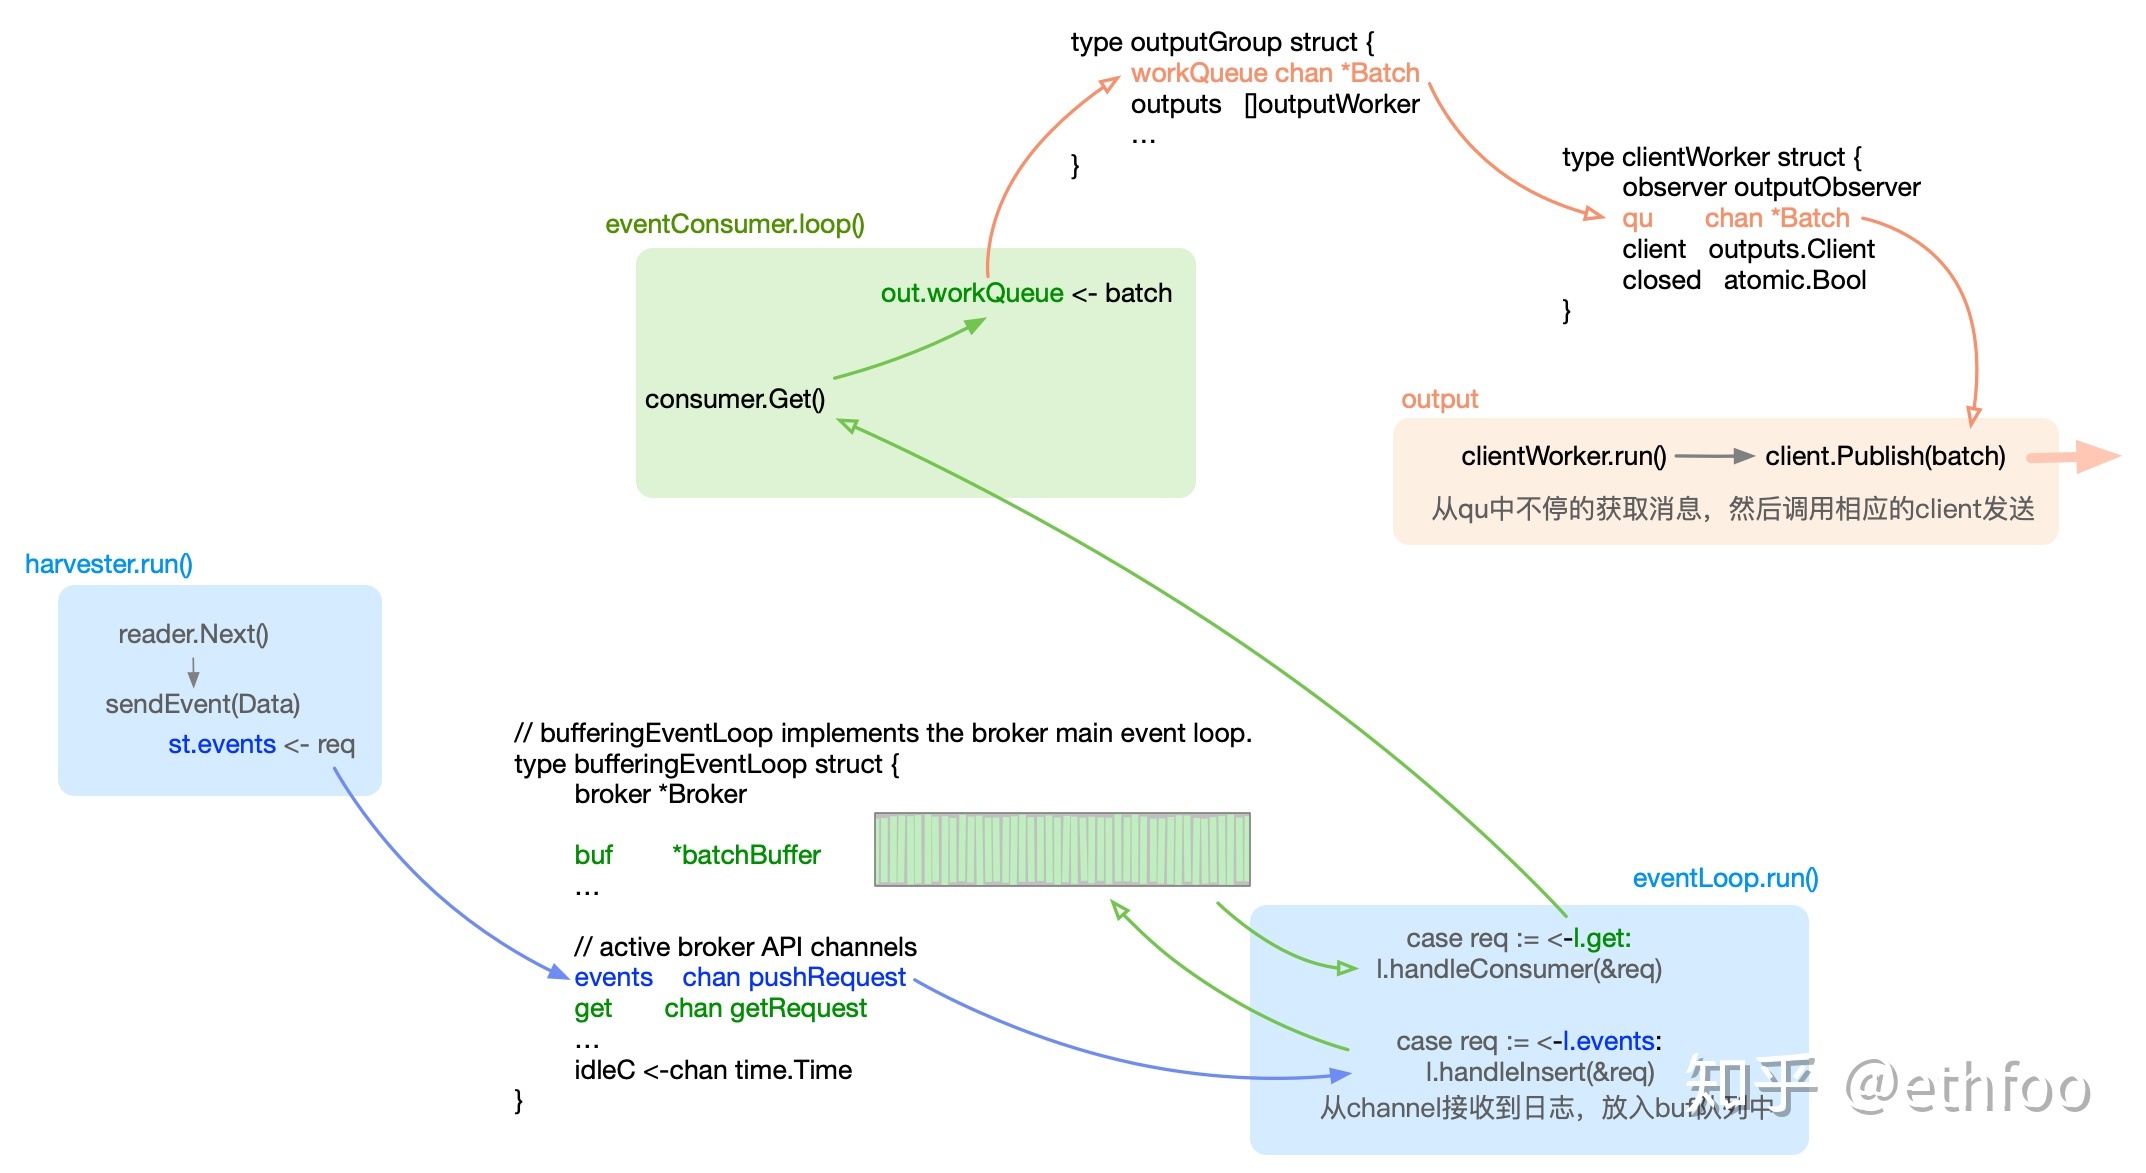 type outputGroup struct {
workQueue chan *Batch
outputs []outputWorker
...
}
type clientWorker struct {
observer outputObserver
qu chan *Batch
client outputs.Client
closed atomic.Bool
}
eventConsumer.loop()
out.workQueue <- batch
consumer.Get()
output
clientWorker.run()
client.Publish(batch)
从qu中不停的获取消息，然后调用相应的client发送
harvester.run()
reader.Next()
sendEvent(Data)
st.events <- req
// bufferingEventLoop implements the broker main event loop.
type bufferingEventLoop struct {
broker *Broker
buf *batchBuffer
...
// active broker API channels
events chan pushRequest
get chan getRequest
...
idleC <-chan time.Time
}
eventLoop.run()
case req := <-l.get:
l.handleConsumer(&req)
case req := <-l.events:
l.handleInsert(&req)
从channel接收到日志，放入buf队列中
知乎 @ethfoo